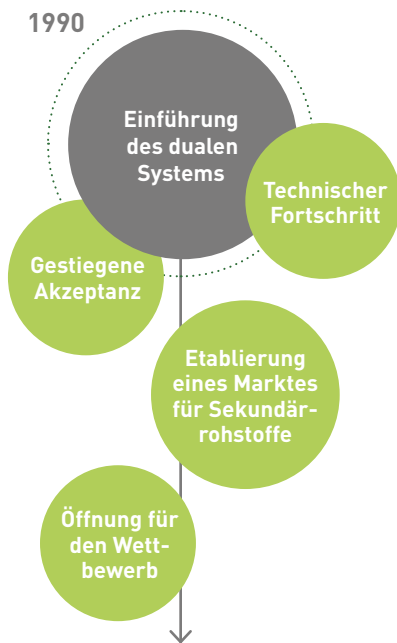 1990
Einführung
des dualen
Systems
Technischer
Fortschritt
Gestiegene
Akzeptanz
Etablierung
eines Marktes
für Sekundär-
rohstoffe
Öffnung für
den Wett-
bewerb